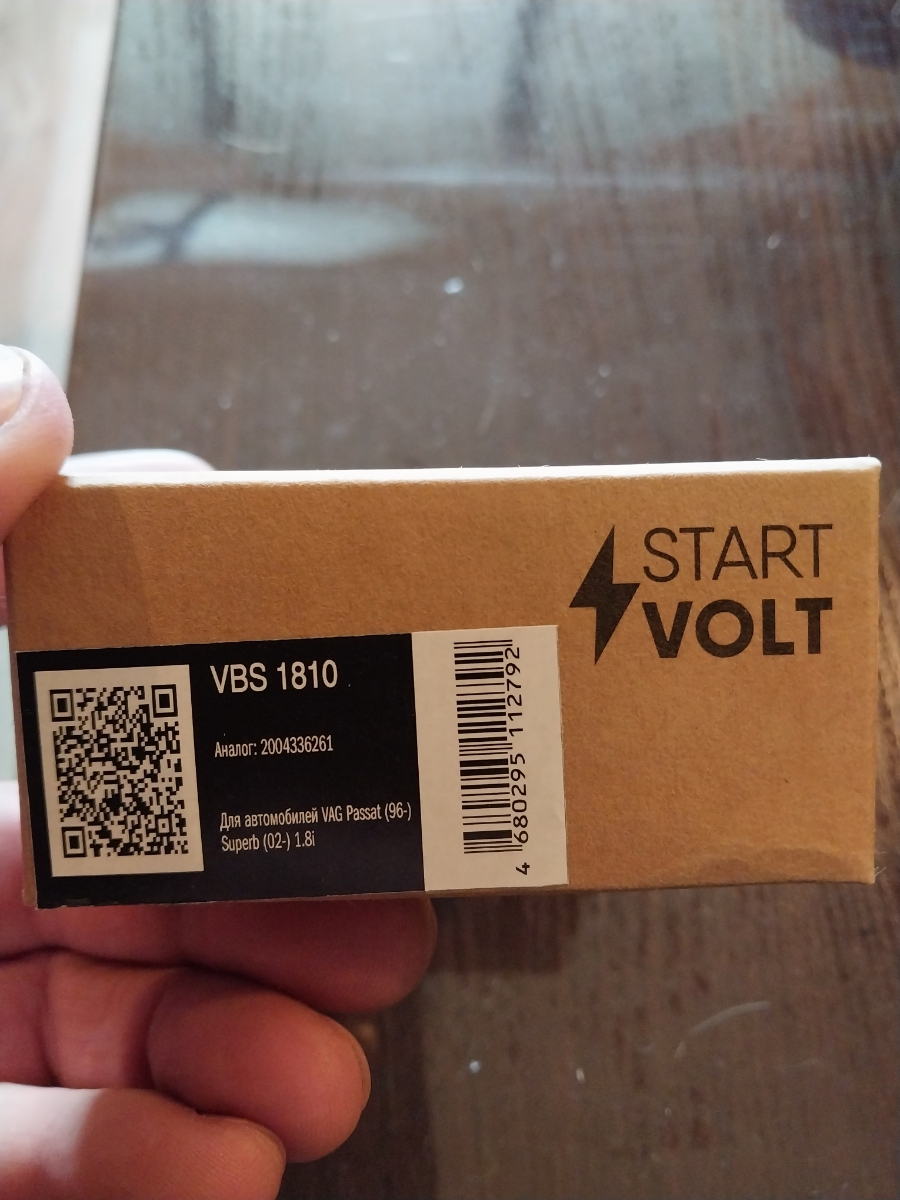 START
VOLT
VBS 1810
Аналог: 2004336261
Для автомобилей VAG Passat (96-)
Superb (02-) 1.8i
4 680295 112792